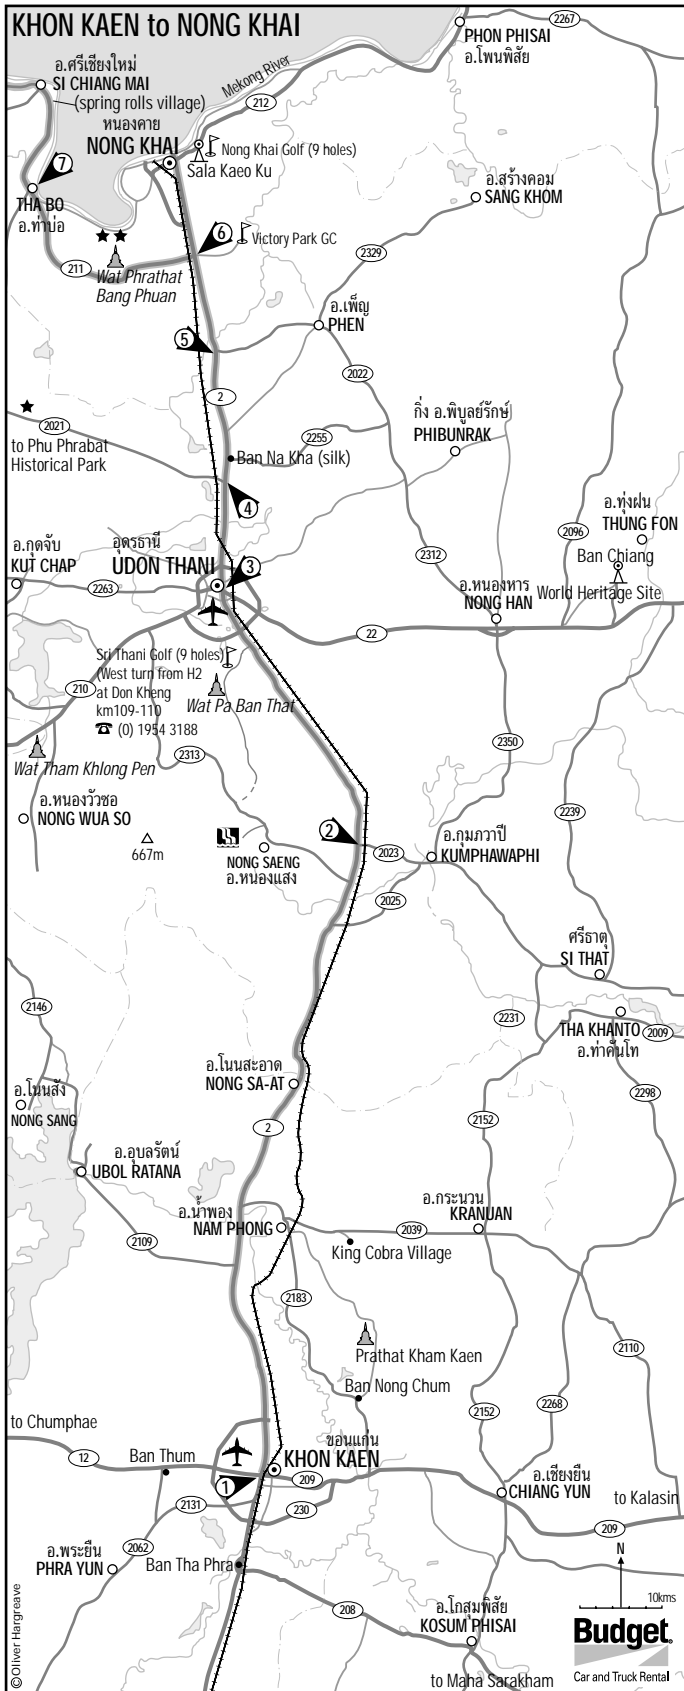 KHON KAEN to NONG KHAI
2267
PHON PHISAI
อ.โพนพิสัย
อ.ศรีเชียงใหม่
SI CHIANG MAI
(spring rolls village)
Mekong River
212
หนองคาย
NONG KHAI
Nong Khai Golf (9 holes)
Sala Kaeo Ku
7
THA BO
อ.ท่าบ่อ
อ.สร้างคอม
SANG KHOM
6
Victory Park GC
2329
211
Wat Phrathat
Bang Phuan
อ.เพ็ญ
PHEN
5
2022
2
กิ่ง อ.พิบูลย์รักษ์
PHIBUNRAK
2021
2255
to Phu Phrabat
Historical Park
Ban Na Kha (silk)
4
อ.ทุ่งฝน
THUNG FON
2096
อ.กุดจับ
KUT CHAP
อุดรธานี
UDON THANI
3
2312
Ban Chiang
World Heritage Site
2263
อ.หนองหาร
NONG HAN
22
Sri Thani Golf (9 holes)
(West turn from H2
at Don Kheng
km109-110
☎ (0) 1954 3188
210
Wat Pa Ban That
2350
Wat Tham Khlong Pen
2313
อ.หนองวัวซอ
NONG WUA SO
2239
2
667m
NONG SAENG
อ.หนองแสง
2023
อ.กุมภวาปี
KUMPHAWAPHI
2025
ศรีธาตุ
SI THAT
2146
2231
THA KHANTO
อ.ท่าคันโท
2009
อ.โนนสะอาด
NONG SA-AT
อ.โนนสัง
NONG SANG
2298
2152
2
อ.อุบลรัตน์
UBOL RATANA
อ.กระนวน
KRANUAN
อ.น้ำพอง
NAM PHONG
2039
2109
King Cobra Village
2183
Prathat Kham Kaen
2110
Ban Nong Chum
2268
2152
to Chumphae
12
Ban Thum
ขอนแก่น
KHON KAEN
1
209
อ.เชียงยืน
CHIANG YUN
to Kalasin
2131
230
209
2062
อ.พระยืน
PHRA YUN
Ban Tha Phra
N
10kms
208
อ.โกสุมพิสัย
KOSUM PHISAI
Budget
Car and Truck Rental
to Maha Sarakham
©Oliver Hargreave